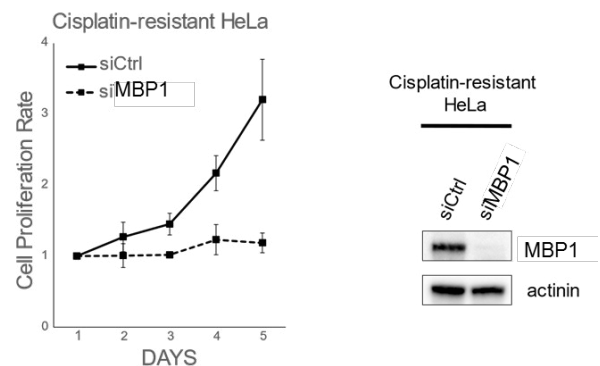 Cisplatin-resistant HeLa
4
3
2
1
0
siCtrl
siMBP1
Cell Proliferation Rate
1 2 3 4 5
DAYS
Cisplatin-resistant
HeLa
siCtrl
siMBP1
MBP1
actinin